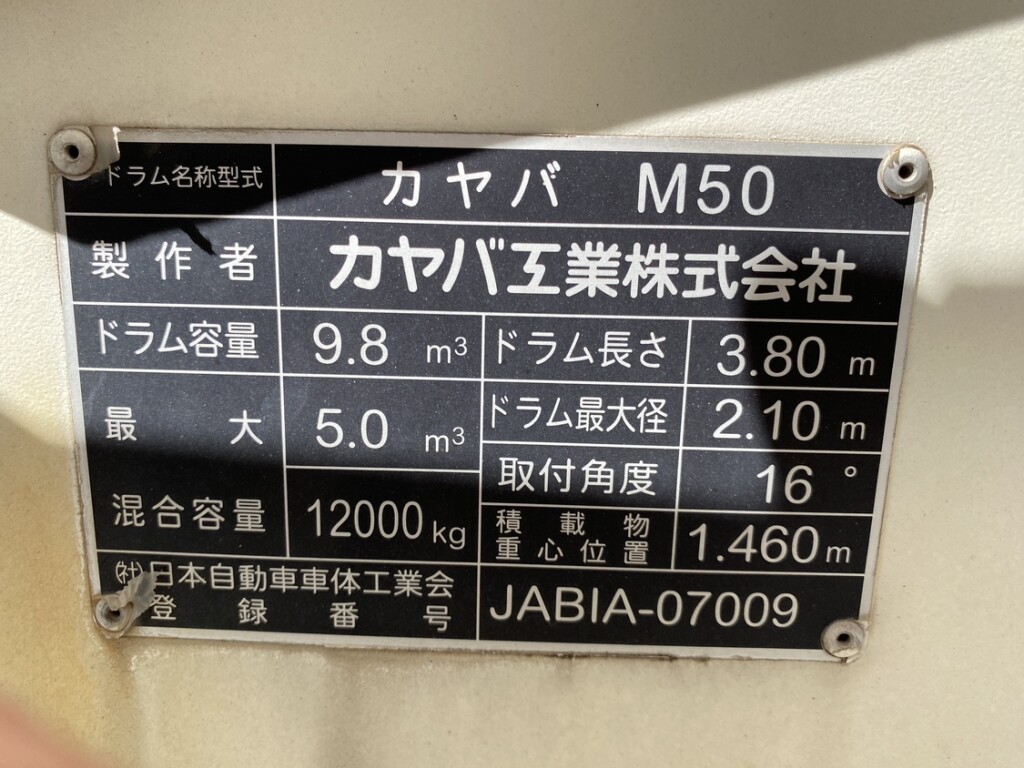 ドラム名称型式 カヤバ M50
製作者 カヤバ工業株式会社
ドラム容量 9.8 m³ ドラム長さ 3.80 m
最大 5.0 m³ ドラム最大径 2.10 m
取付角度 16°
混合容量 12000kg 積載物
重心位置 1.460m
㈳日本自動車車体工業会
登録番号 JABIA-07009